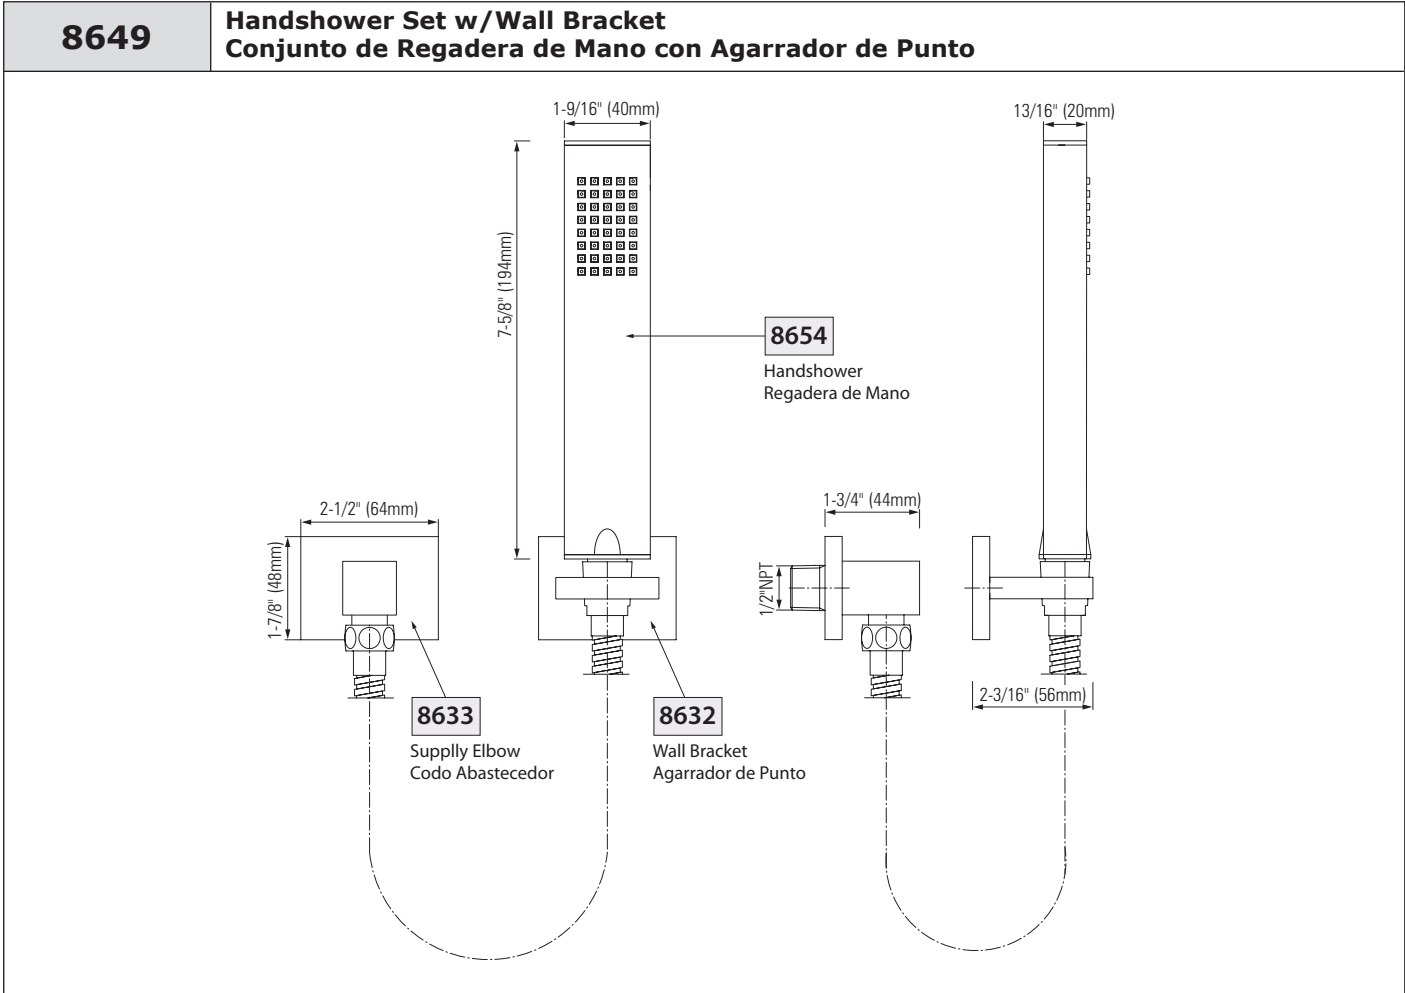 8649
Handshower Set w/Wall Bracket
Conjunto de Regadera de Mano con Agarrador de Punto
1-9/16" (40mm)
13/16" (20mm)
7-5/8" (194mm)
8654
Handshower
Regadera de Mano
2-1/2" (64mm)
1-3/4" (44mm)
1-7/8" (48mm)
1/2"NPT
2-3/16" (56mm)
8633
Supplly Elbow
Codo Abastecedor
8632
Wall Bracket
Agarrador de Punto